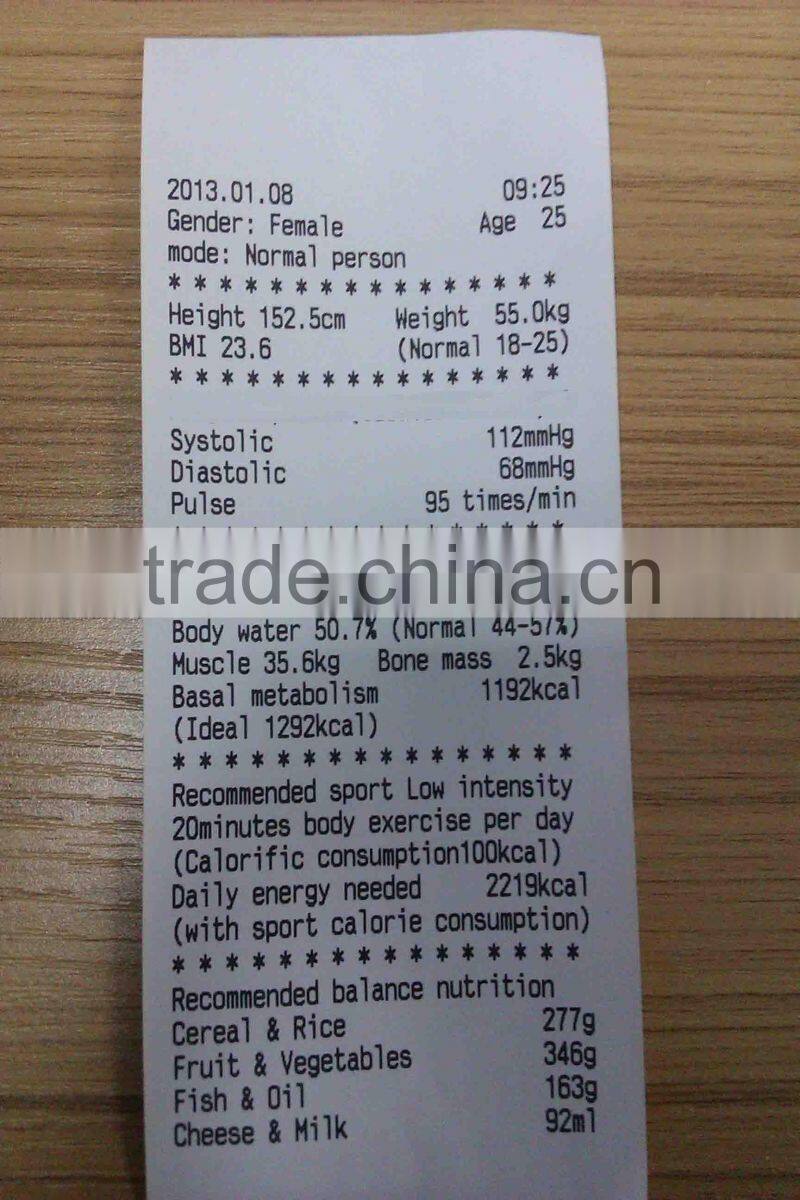 2013.01.08 09:25
Gender: Female Age 25
mode: Normal person
* * * * * * * * * * * * * * * *
Height 152.5cm Weight 55.0kg
BMI 23.6 (Normal 18-25)
* * * * * * * * * * * * * * * *
Systolic 112mmHg
Diastolic 68mmHg
Pulse 95 times/min
* * * * * * * * * * * * * * * *
trade.china.cn
Body water 50.7% (Normal 44-57%)
Muscle 35.6kg Bone mass 2.5kg
Basal metabolism 1192kcal
(Ideal 1292kcal)
* * * * * * * * * * * * * * * *
Recommended sport Low intensity
20minutes body exercise per day
(Calorific consumption100kcal)
Daily energy needed 2219kcal
(with sport calorie consumption)
* * * * * * * * * * * * * * * *
Recommended balance nutrition
Cereal & Rice 277g
Fruit & Vegetables 346g
Fish & Oil 163g
Cheese & Milk 92ml